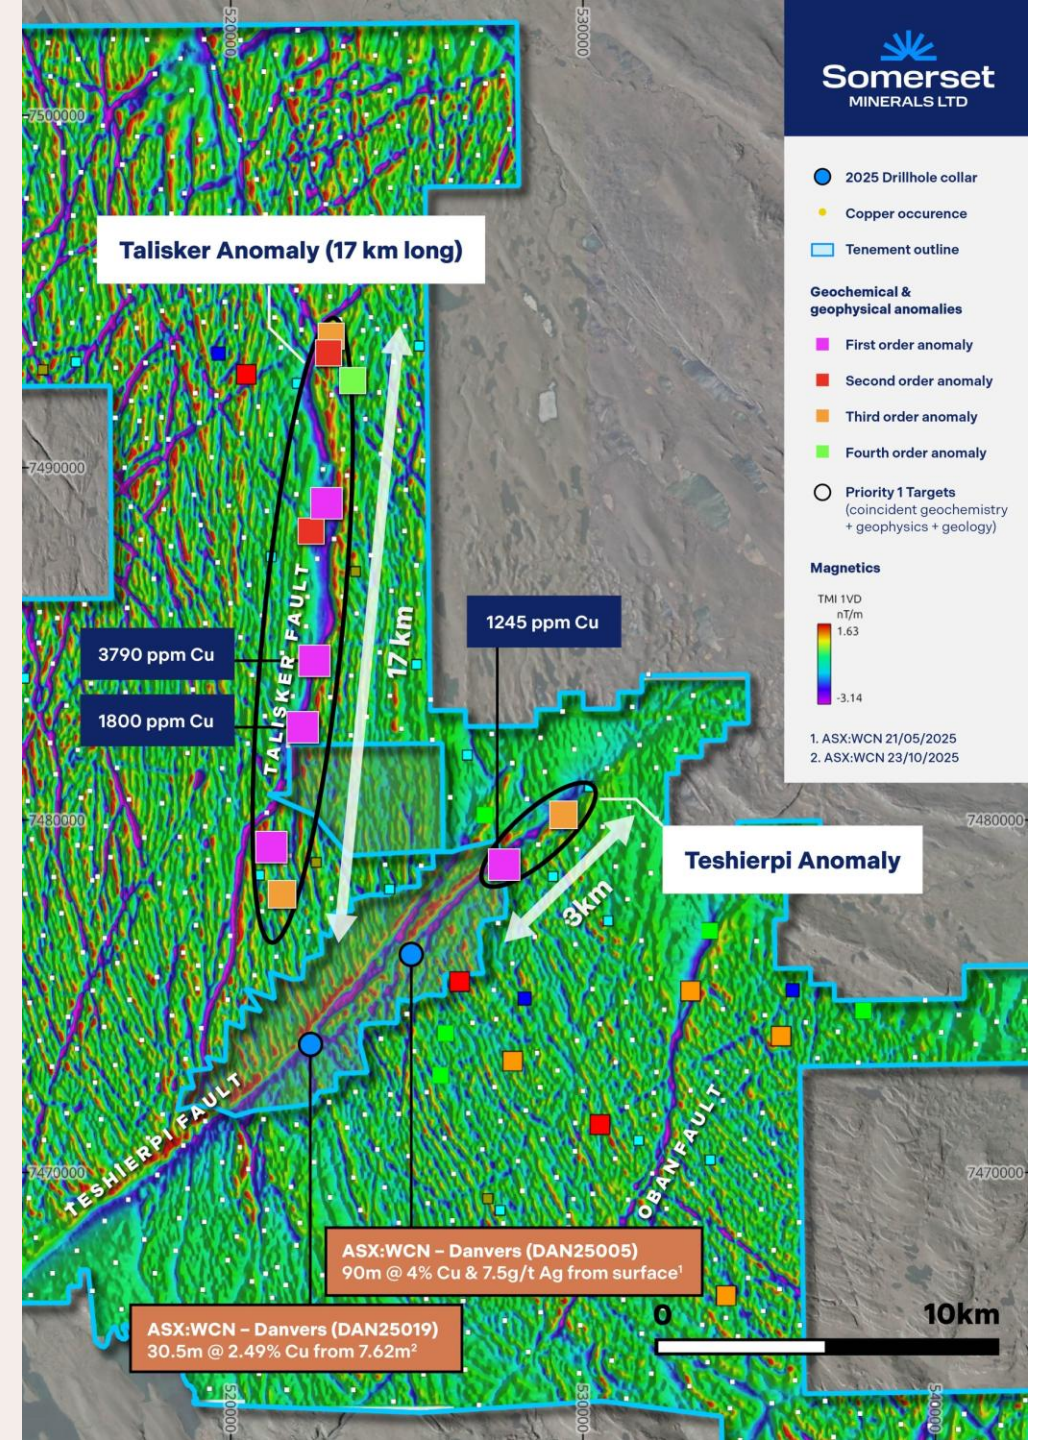 520000
530000
7500000
Somerset
MINERALS LTD
2025 Drillhole collar
Copper occurence
Tenement outline
Geochemical &
geophysical anomalies
First order anomaly
Second order anomaly
Third order anomaly
Fourth order anomaly
Priority 1 Targets
(coincident geochemistry
+ geophysics + geology)
Magnetics
TMI 1VD
nT/m
1.63
-3.14
1. ASX:WCN 21/05/2025
2. ASX:WCN 23/10/2025
Talisker Anomaly (17 km long)
7490000
TALISKER FAULT
17 km
3790 ppm Cu
1800 ppm Cu
1245 ppm Cu
7480000
7480000
Teshierpi Anomaly
3km
TESHIERPI FAULT
OBAN FAULT
7470000
7470000
ASX:WCN – Danvers (DAN25005)
90m @ 4% Cu & 7.5g/t Ag from surface¹
ASX:WCN – Danvers (DAN25019)
30.5m @ 2.49% Cu from 7.62m²
0
10km
520000
530000
540000